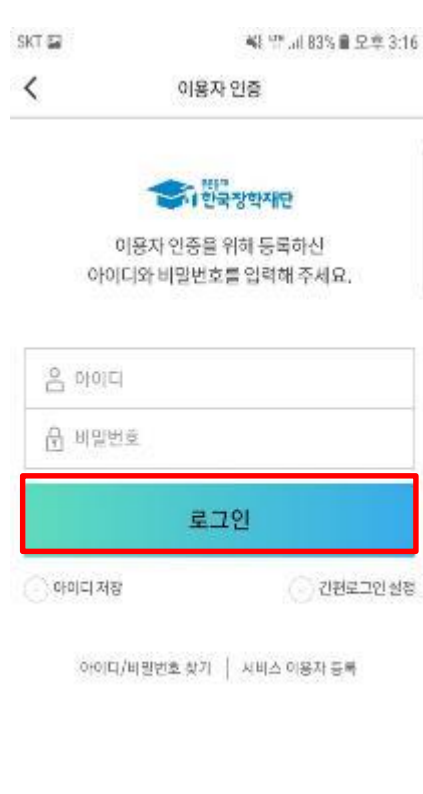 SKT 83% 오후 3:16
이용자 인증
한국장학재단
이용자 인증을 위해 등록하신
아이디와 비밀번호를 입력해 주세요.
아이디
비밀번호
로그인
아이디 저장 간편로그인 설정
아이디/비밀번호 찾기 | 서비스 이용자 등록